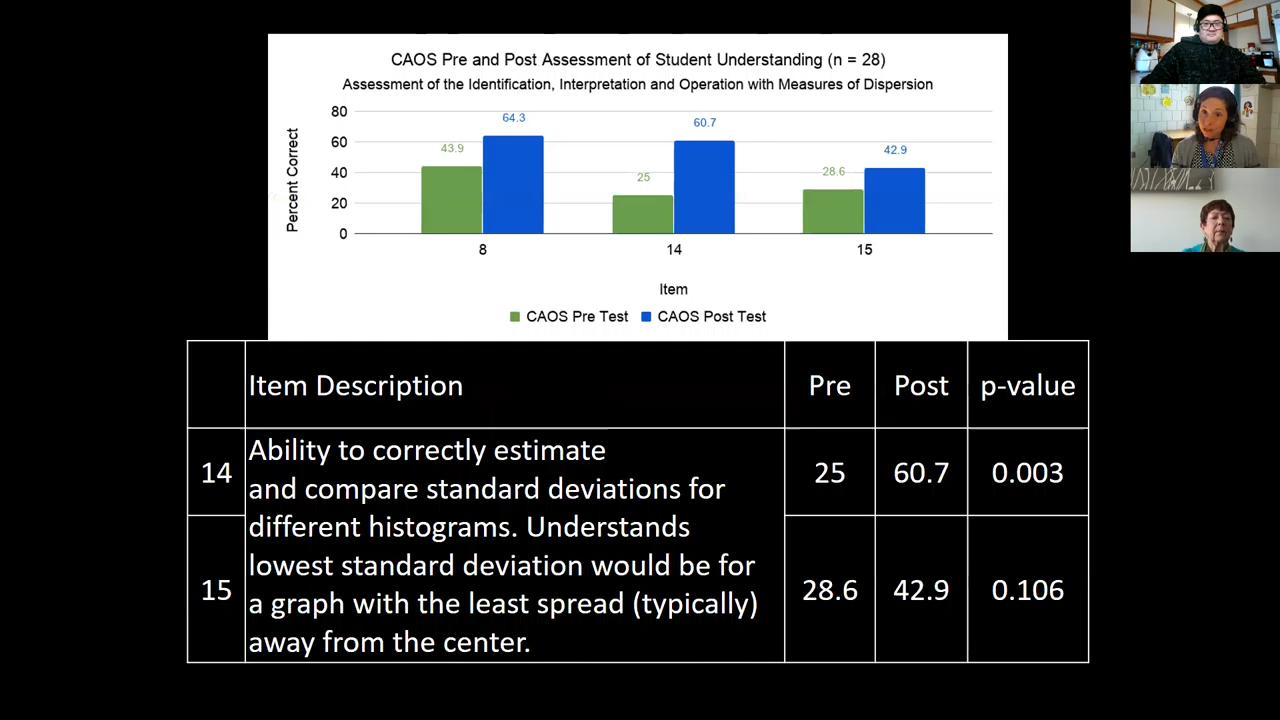 CAOS Pre and Post Assessment of Student Understanding (n = 28)
Assessment of the Identification, Interpretation and Operation with Measures of Dispersion
Percent Correct
80
60
40
20
0
43.9
64.3
25
60.7
28.6
42.9
8
14
15
Item
CAOS Pre Test
CAOS Post Test
Item Description
Pre
Post
p-value
14
Ability to correctly estimate
and compare standard deviations for
different histograms. Understands
lowest standard deviation would be for
a graph with the least spread (typically)
away from the center.
25
60.7
0.003
15
28.6
42.9
0.106